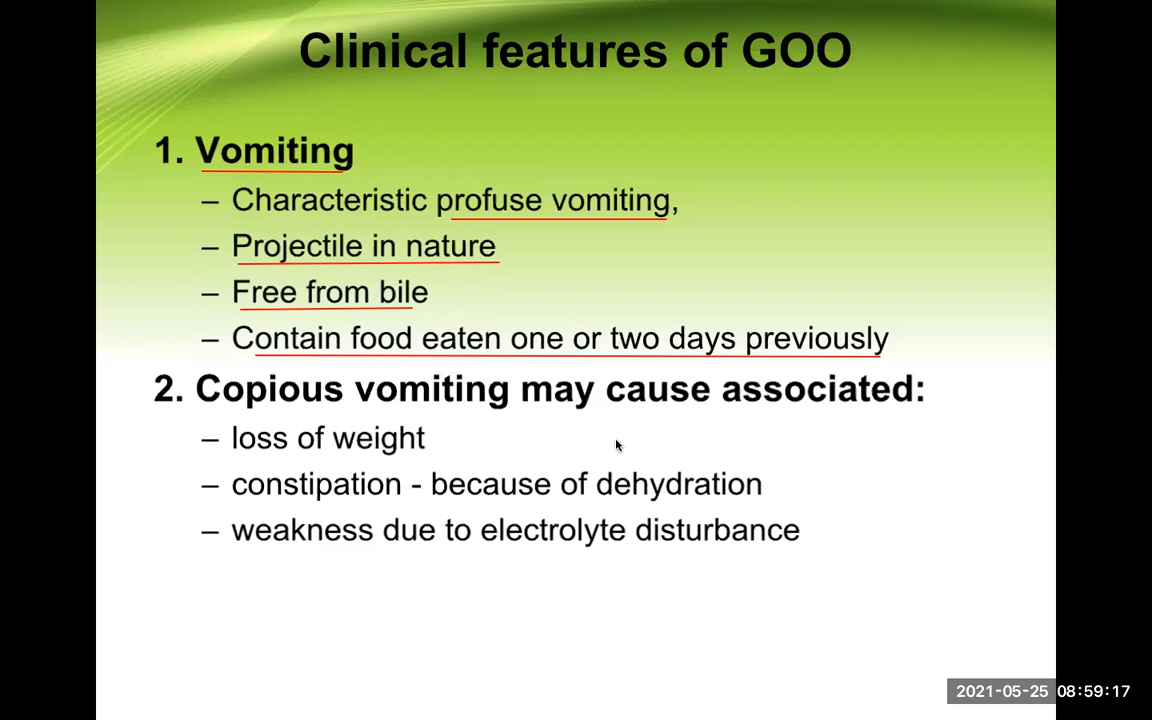 Clinical features of GOO
1. Vomiting
– Characteristic profuse vomiting,
– Projectile in nature
– Free from bile
– Contain food eaten one or two days previously
2. Copious vomiting may cause associated:
– loss of weight
– constipation - because of dehydration
– weakness due to electrolyte disturbance
2021-05-25 08:59:17